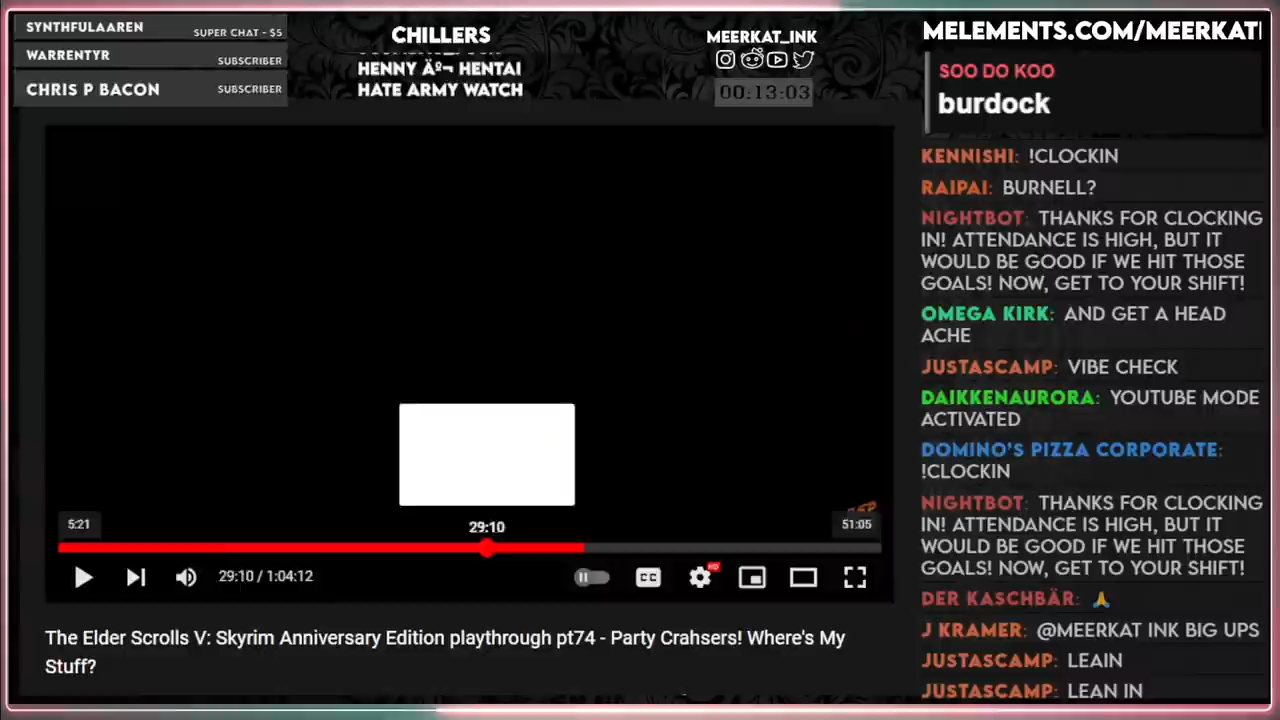 SYNTHFULAAREN SUPER CHAT - $5
WARRENTYR SUBSCRIBER
CHRIS P BACON SUBSCRIBER
CHILLERS
HENNY Äº¬ HENTAI
HATE ARMY WATCH
MEERKAT_INK
00:13:03
MELEMENTS.COM/MEERKATI
SOO DO KOO
burdock
KENNISHI: !CLOCKIN
RAIPAI: BURNELL?
NIGHTBOT: THANKS FOR CLOCKING
IN! ATTENDANCE IS HIGH, BUT IT
WOULD BE GOOD IF WE HIT THOSE
GOALS! NOW, GET TO YOUR SHIFT!
OMEGA KIRK: AND GET A HEAD
ACHE
JUSTASCAMP: VIBE CHECK
DAIKKENAURORA: YOUTUBE MODE
ACTIVATED
DOMINO'S PIZZA CORPORATE:
!CLOCKIN
NIGHTBOT: THANKS FOR CLOCKING
IN! ATTENDANCE IS HIGH, BUT IT
WOULD BE GOOD IF WE HIT THOSE
GOALS! NOW, GET TO YOUR SHIFT!
DER KASCHBÄR: 🙏
J KRAMER: @MEERKAT INK BIG UPS
JUSTASCAMP: LEAIN
JUSTASCAMP: LEAN IN
5:21
29:10
51:05
29:10 / 1:04:12
CC
HD
The Elder Scrolls V: Skyrim Anniversary Edition playthrough pt74 - Party Crahsers! Where's My
Stuff?